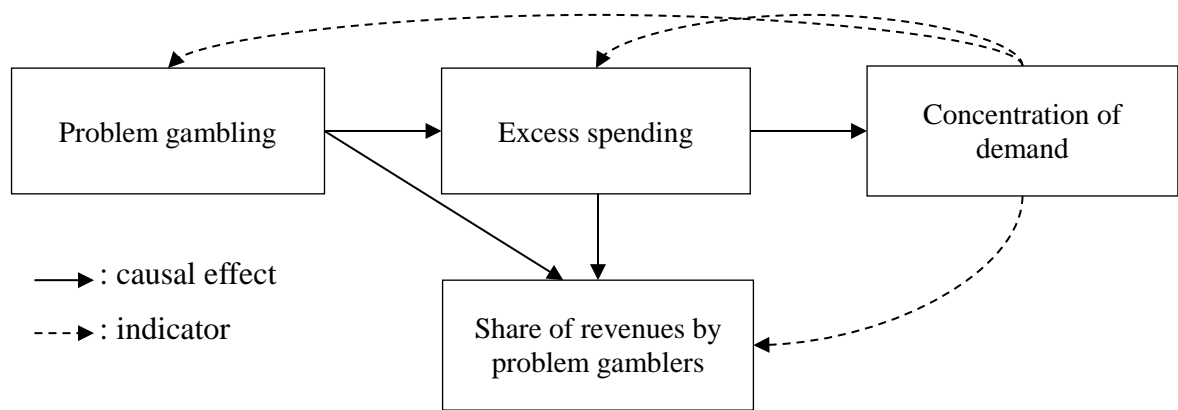 Problem gambling
Excess spending
Concentration of
demand
: causal effect
: indicator
Share of revenues by
problem gamblers